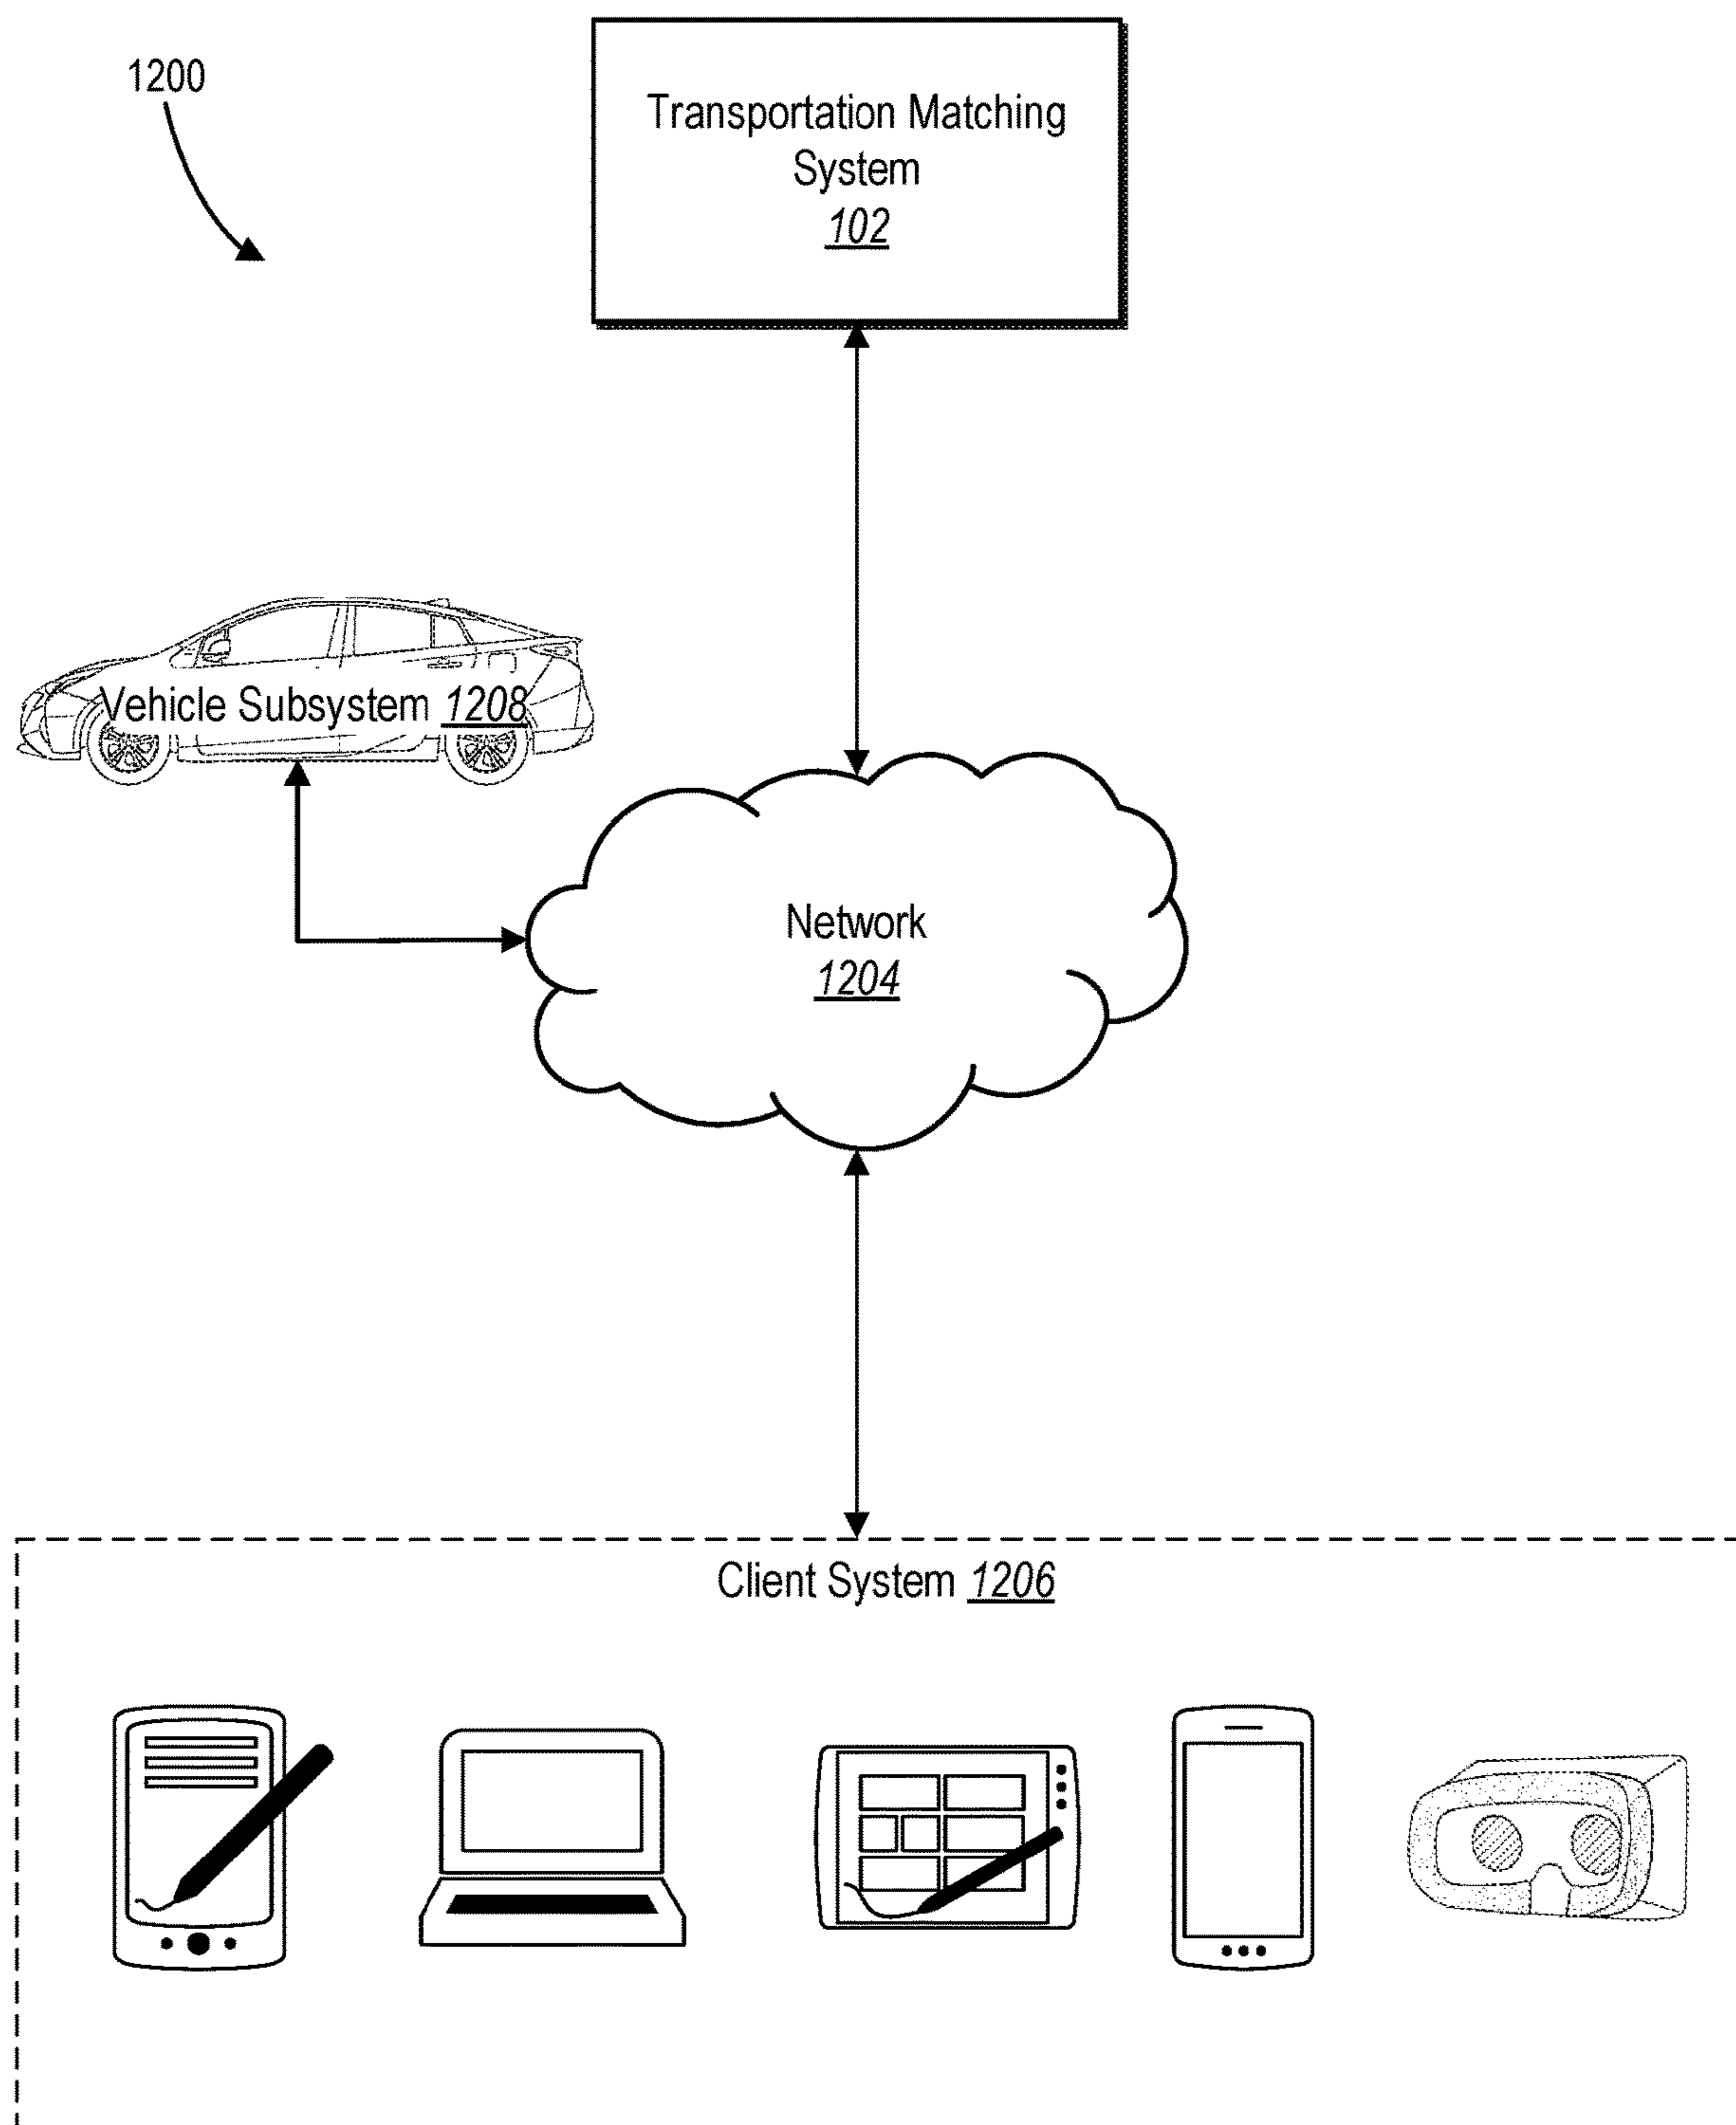 1200
Transportation Matching
System
102
Vehicle Subsystem 1208
Network
1204
Client System 1206